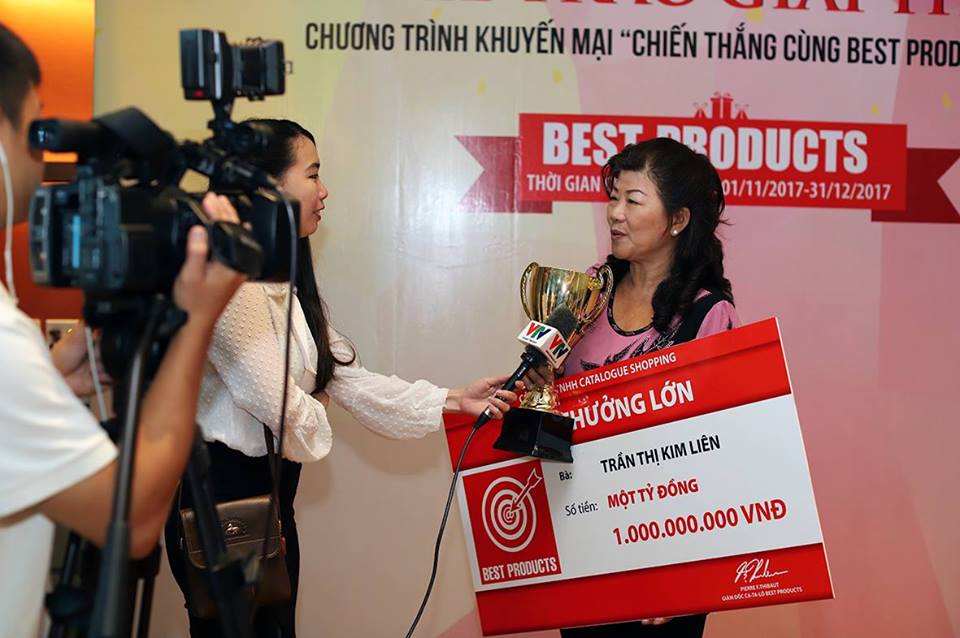 CHƯƠNG TRÌNH KHUYẾN MẠI “CHIẾN THẮNG CÙNG BEST PROD
BEST PRODUCTS
THỜI GIAN 01/11/2017-31/12/2017
VTV
TNHH CATALOGUE SHOPPING
THƯỞNG LỚN
Bà: TRẦN THỊ KIM LIÊN
Số tiền: MỘT TỶ ĐỒNG
1.000.000.000 VNĐ
BEST PRODUCTS
PIERRE F.THIBAUT
GIÁM ĐỐC CA-TA-LÔ BEST PRODUCTS